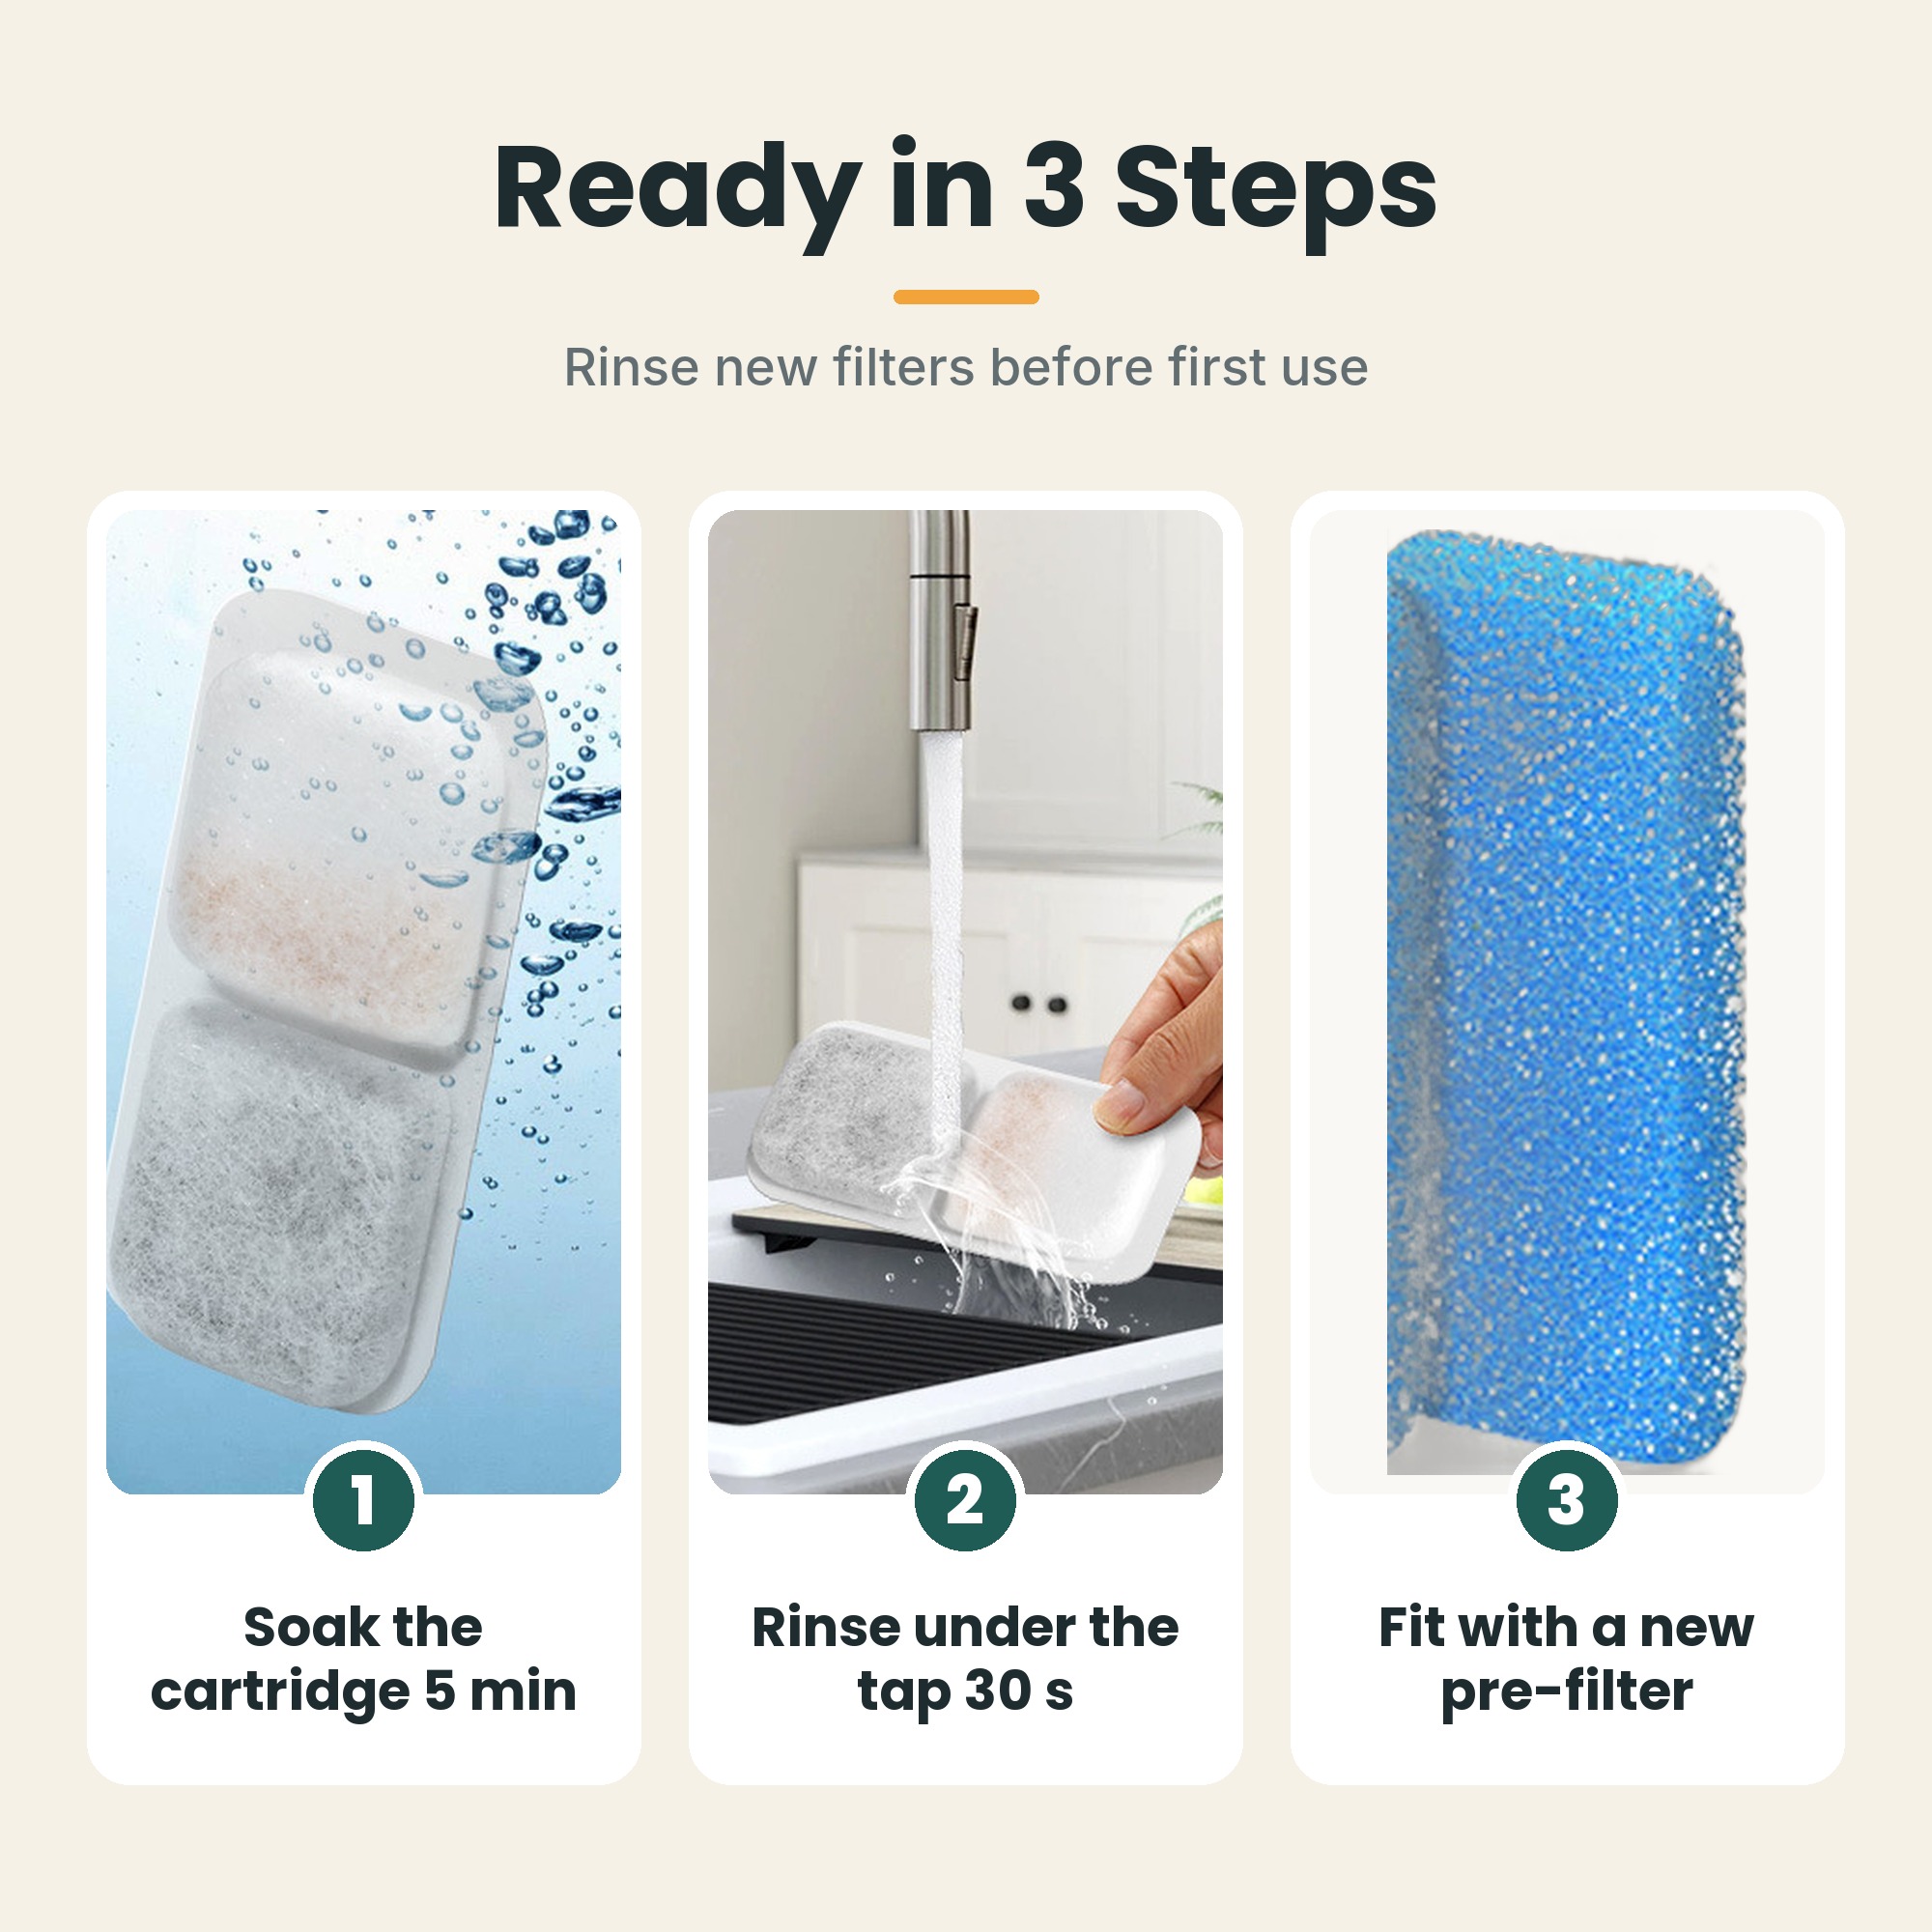 Ready in 3 Steps
Rinse new filters before first use
1
Soak the
cartridge 5 min
2
Rinse under the
tap 30 s
3
Fit with a new
pre-filter